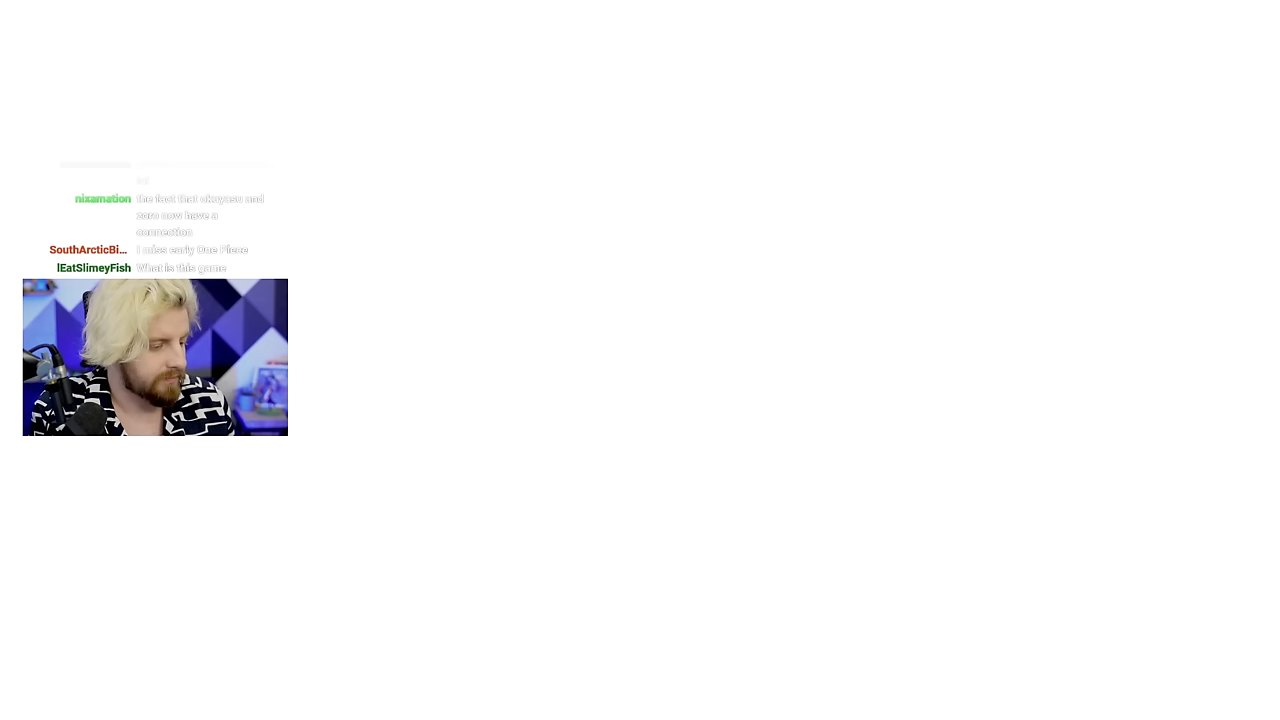 nixamation the fact that okuyasu and
zoro now have a
connection
SouthArcticBi... I miss early One Piece
IEatSlimeyFish What is this game